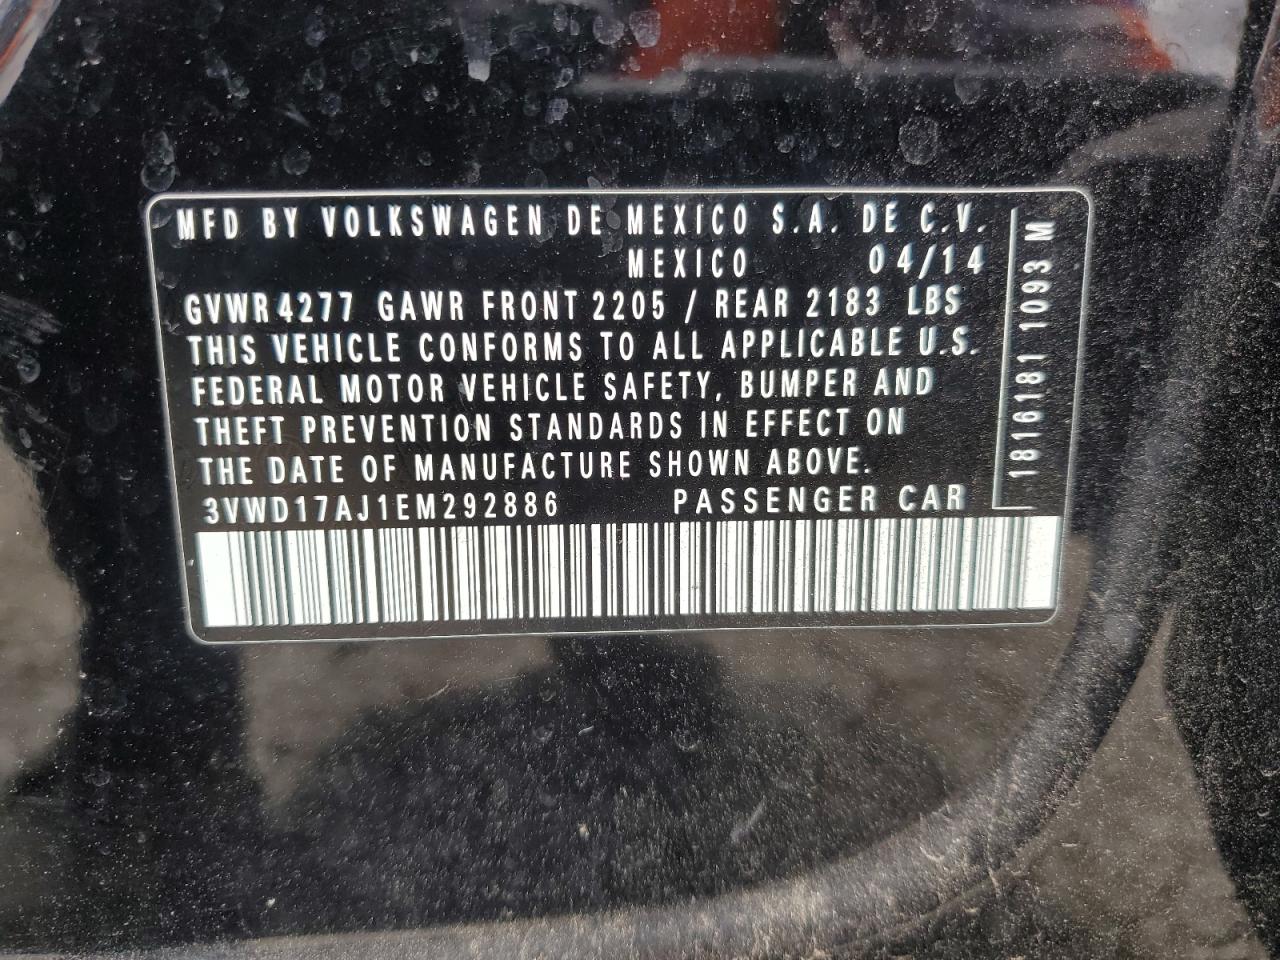 MFD BY VOLKSWAGEN DE MEXICO S.A. DE C.V.
MEXICO 04/14
GVWR 4277 GAWR FRONT 2205 / REAR 2183 LBS
THIS VEHICLE CONFORMS TO ALL APPLICABLE U.S.
FEDERAL MOTOR VEHICLE SAFETY, BUMPER AND
THEFT PREVENTION STANDARDS IN EFFECT ON
THE DATE OF MANUFACTURE SHOWN ABOVE.
3VWD17AJ1EM292886 PASSENGER CAR
1816181 1093 M